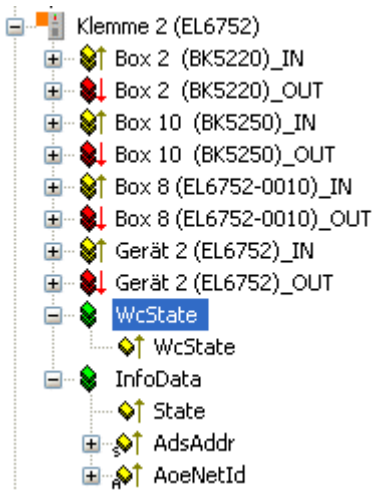 Klemme 2 (EL6752)
Box 2  (BK5220)_IN
Box 2  (BK5220)_OUT
Box 10  (BK5250)_IN
Box 10  (BK5250)_OUT
Box 8 (EL6752-0010)_IN
Box 8 (EL6752-0010)_OUT
Gerät 2 (EL6752)_IN
Gerät 2 (EL6752)_OUT
WcState
WcState
InfoData
State
AdsAddr
AoeNetId